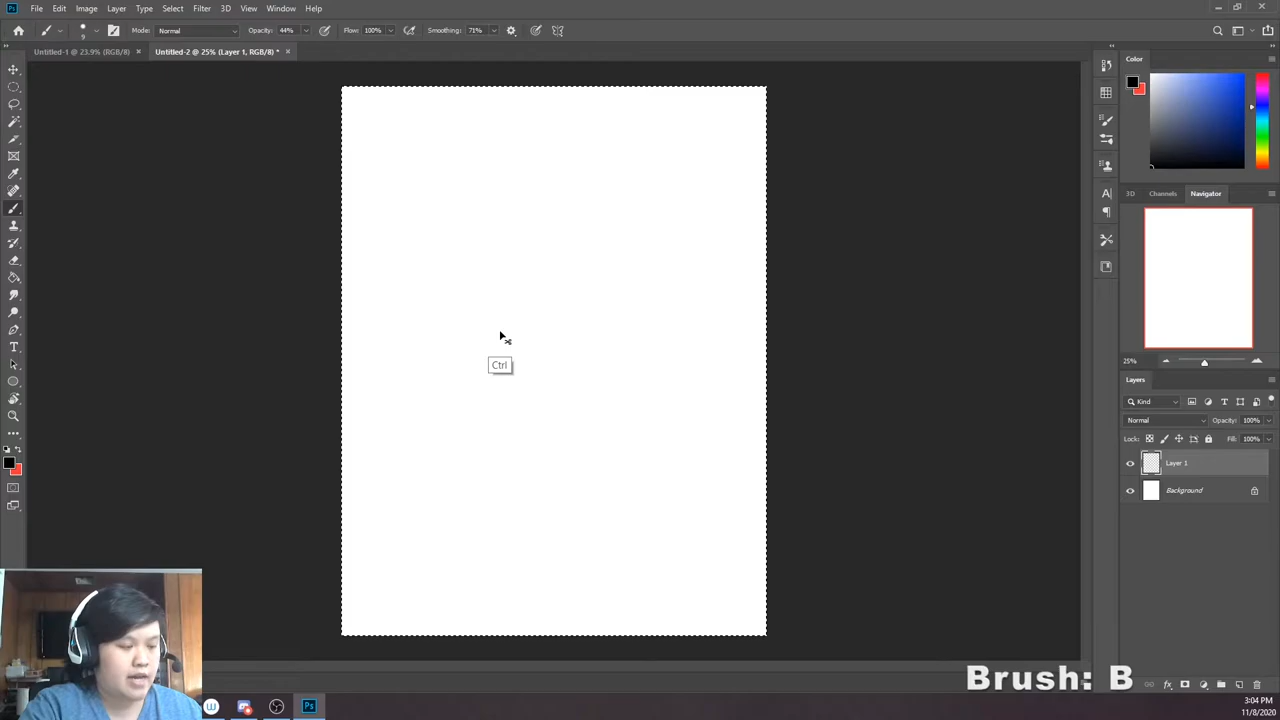 Ps File Edit Image Layer Type Select Filter 3D View Window Help
Mode: Normal Opacity: 44% Flow: 100% Smoothing: 71%
Untitled-1 @ 23.9% (RGB/8) × Untitled-2 @ 25% (Layer 1, RGB/8) * ×
Color
3D Channels Navigator
Ctrl
25%
Layers
Kind
Normal Opacity: 100%
Lock: Fill: 100%
Layer 1
Background
Brush: B
Ps
3:04 PM
11/8/2020